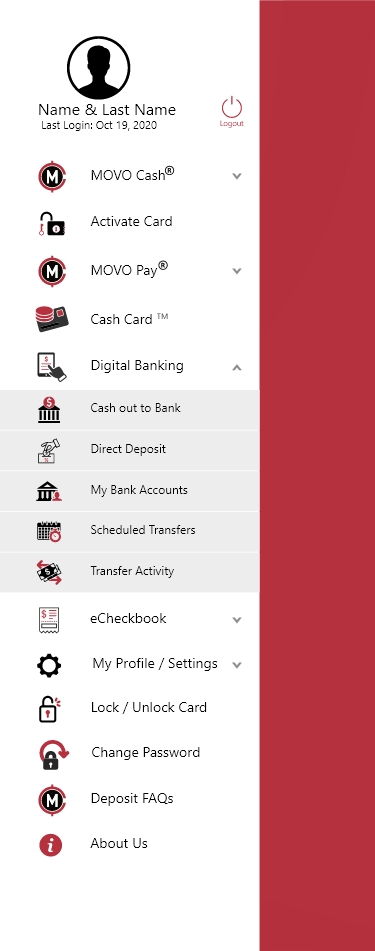 Name & Last Name
Last Login: Oct 19, 2020
Logout
MOVO Cash®
Activate Card
MOVO Pay®
Cash Card ™
Digital Banking
Cash out to Bank
Direct Deposit
My Bank Accounts
Scheduled Transfers
Transfer Activity
eCheckbook
My Profile / Settings
Lock / Unlock Card
Change Password
Deposit FAQs
About Us